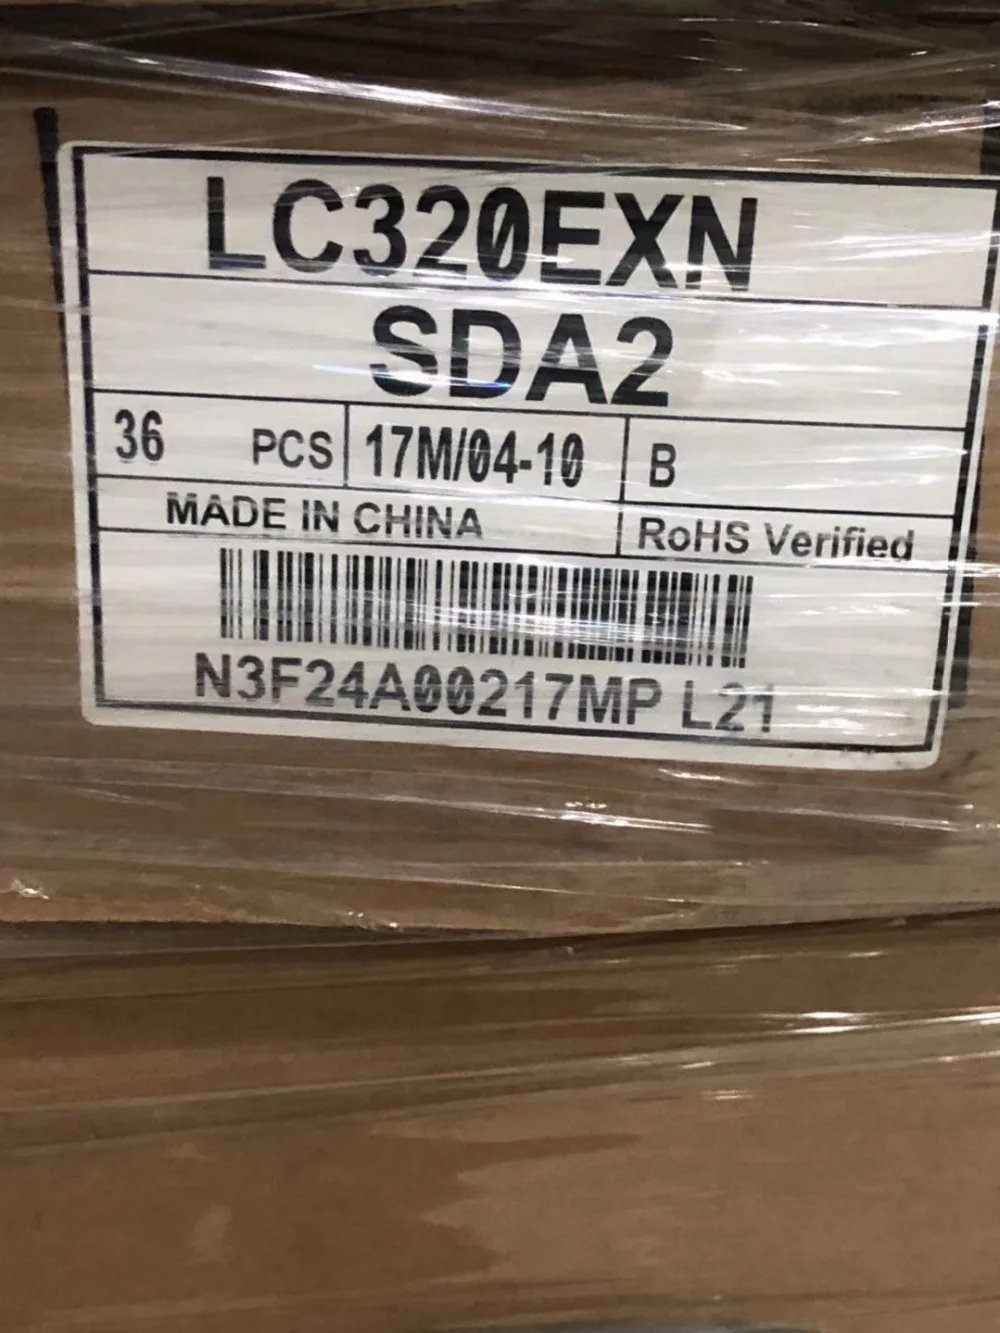 LC320EXN
SDA2
36 PCS 17M/04-10 B
MADE IN CHINA RoHS Verified
N3F24A00217MP L21